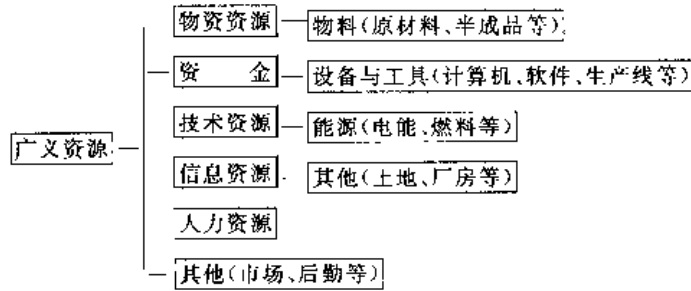 物资资源
物料(原材料、半成品等)
资 金
设备与工具(计算机、软件、生产线等)
技术资源
能源(电能、燃料等)
广义资源
信息资源
其他(土地、厂房等)
人力资源
其他(市场、后勤等)